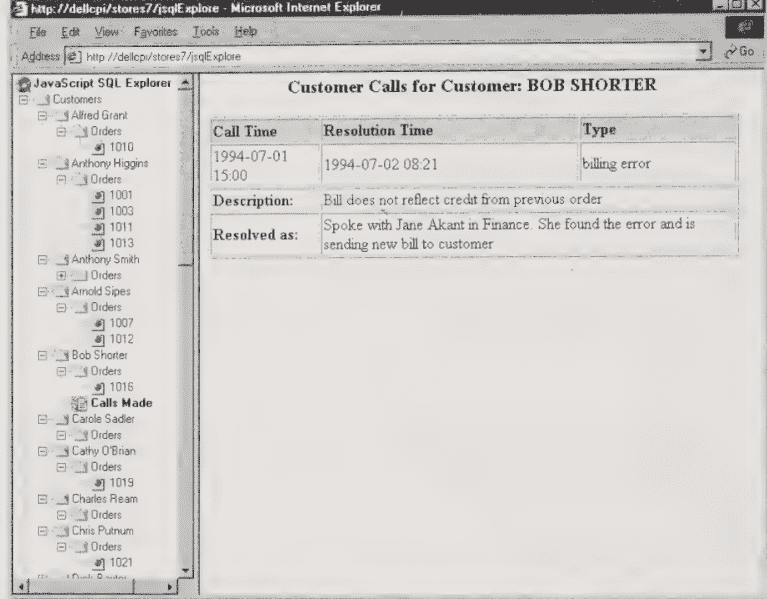 http://dellcpi/stores7/jsqlExplore - Microsoft Internet Explorer
File Edit View Favorites Tools Help
Address http://dellcpi/stores7/jsqlExplore Go
JavaScript SQL Explorer
Customers
Alfred Grant
Orders
1010
Anthony Higgins
Orders
1001
1003
1011
1013
Anthony Smith
Orders
Arnold Sipes
Orders
1007
1012
Bob Shorter
Orders
1016
Calls Made
Carole Sadler
Orders
Cathy O'Brian
Orders
1019
Charles Ream
Orders
Chris Putnum
Orders
1021
Customer Calls for Customer: BOB SHORTER
Call Time Resolution Time Type
1994-07-01
15:00 1994-07-02 08:21 billing error
Description: Bill does not reflect credit from previous order
Resolved as: Spoke with Jane Akant in Finance. She found the error and is
sending new bill to customer